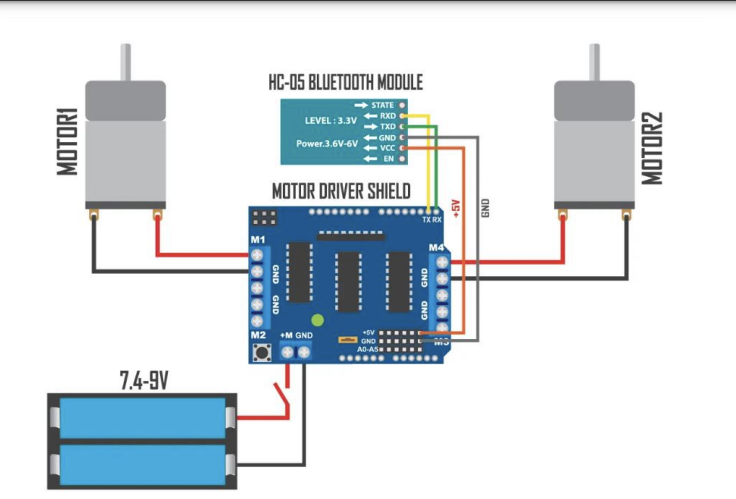 HC-05 BLUETOOTH MODULE
STATE
RXD
LEVEL : 3.3V
TXD
GND
Power.3.6V-6V
VCC
EN
MOTOR1
MOTOR2
MOTOR DRIVER SHIELD
+5V
GND
TX RX
M1
M4
GND
GND
GND
GND
M2
+M GND
+5V
GND
A0-A5
M3
7.4-9V